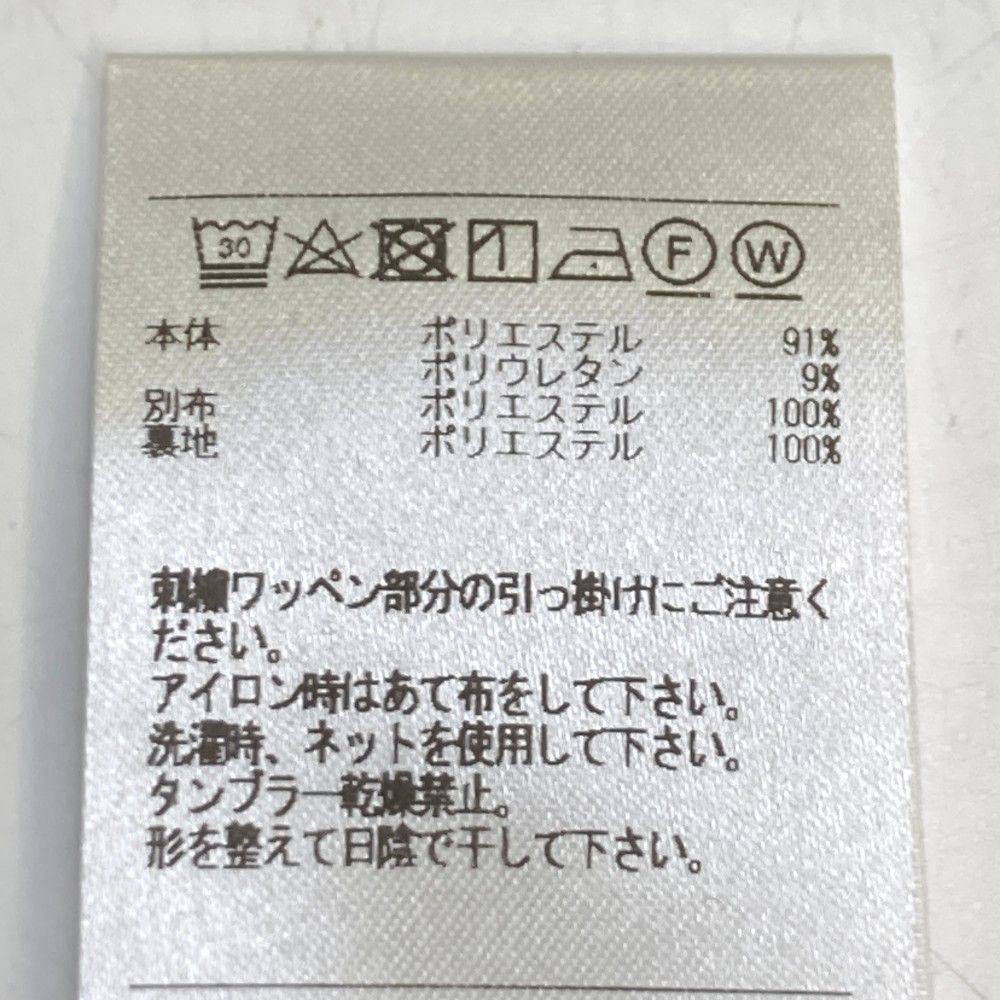 30 F W
本体 ポリエステル 91%
ポリウレタン 9%
別布 ポリエステル 100%
裏地 ポリエステル 100%
刺繍ワッペン部分の引っ掛けにご注意く
ださい。
アイロン時はあて布をして下さい。
洗濯時、ネットを使用して下さい。
タンブラー乾燥禁止。
形を整えて日陰で干して下さい。